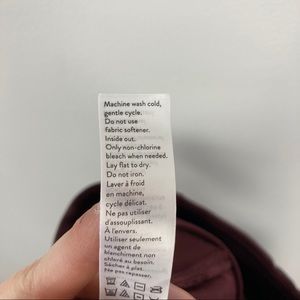 Machine wash cold,
gentle cycle.
Do not use
fabric softener.
Inside out.
Only non-chlorine
bleach when needed.
Lay flat to dry.
Do not iron.
Laver à froid
en machine,
cycle délicat.
Ne pas utiliser
d'assouplissant.
À l'envers.
Utiliser seulement
un agent de
blanchiment non
chloré au besoin.
Sécher à plat.
Ne pas repasser.